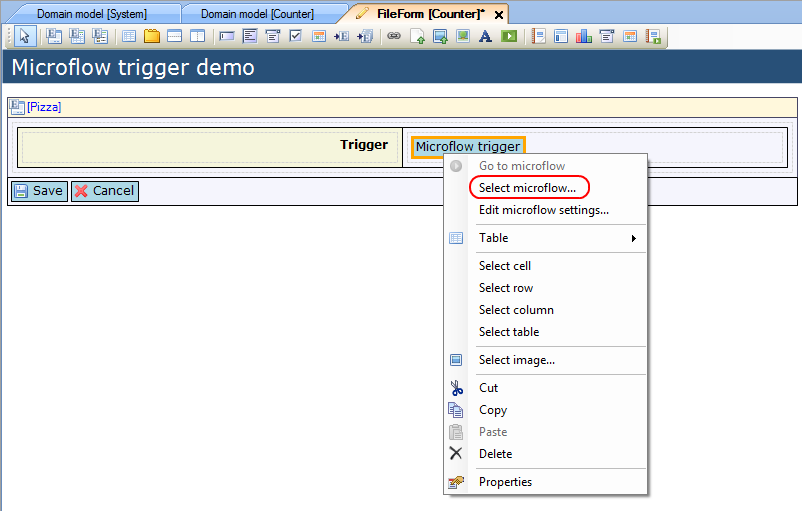 Domain model [System]
Domain model [Counter]
FileForm [Counter]*
Microflow trigger demo
[Pizza]
Trigger
Microflow trigger
Save
Cancel
Go to microflow
Select microflow...
Edit microflow settings...
Table
Select cell
Select row
Select column
Select table
Select image...
Cut
Copy
Paste
Delete
Properties